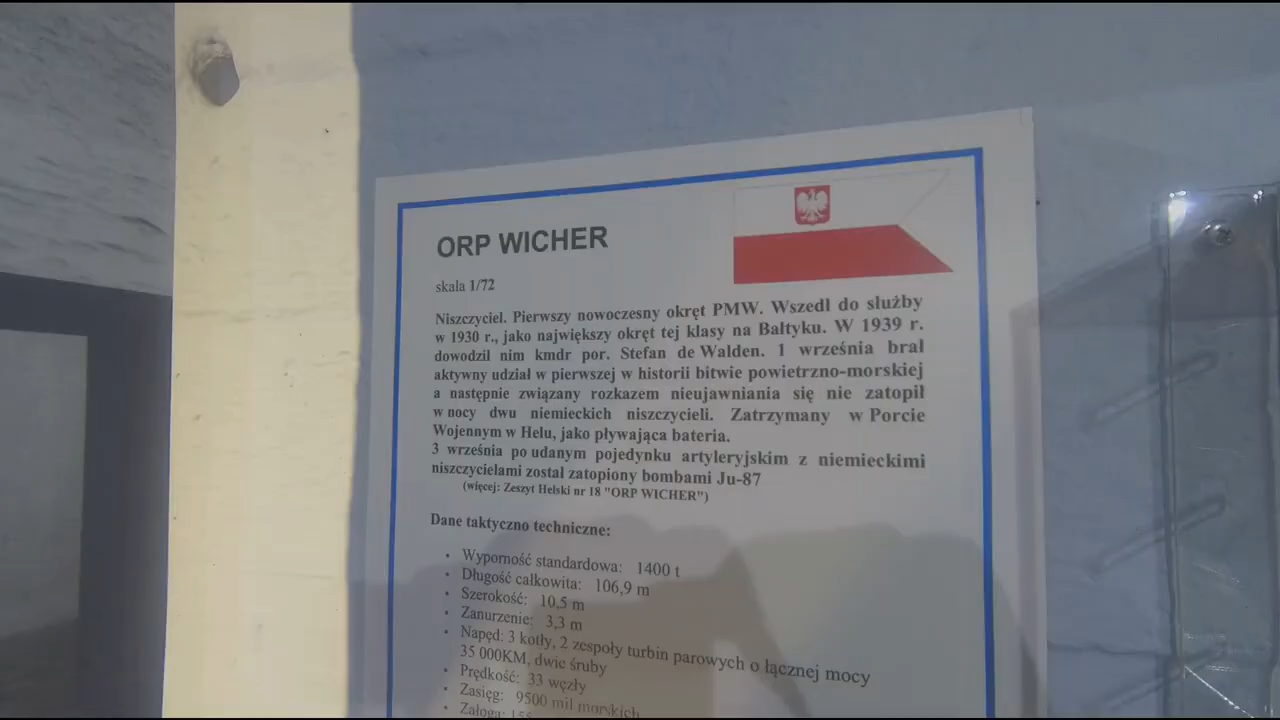 ORP WICHER
skala 1/72
Niszczyciel. Pierwszy nowoczesny okręt PMW. Wszedl do służby
w 1930 r., jako największy okręt tej klasy na Bałtyku. W 1939 r.
dowodził nim kmdr por. Stefan de Walden. 1 września brał
aktywny udział w pierwszej w historii bitwie powietrzno-morskiej
a następnie związany rozkazem nieujawniania się nie zatopił
w nocy dwu niemieckich niszczycieli. Zatrzymany w Porcie
Wojennym w Helu, jako pływająca bateria.
3 września po udanym pojedynku artyleryjskim z niemieckimi
niszczycielami został zatopiony bombami Ju-87
(więcej: Zeszyt Helski nr 18 "ORP WICHER")
Dane taktyczno techniczne:
• Wyporność standardowa: 1400 t
• Długość całkowita: 106,9 m
• Szerokość: 10,5 m
• Zanurzenie: 3,3 m
• Napęd: 3 kotły, 2 zespoły turbin parowych o łącznej mocy
35 000KM, dwie śruby
• Prędkość: 33 węzły
• Zasięg: 9500 mil morskich
• Załoga: